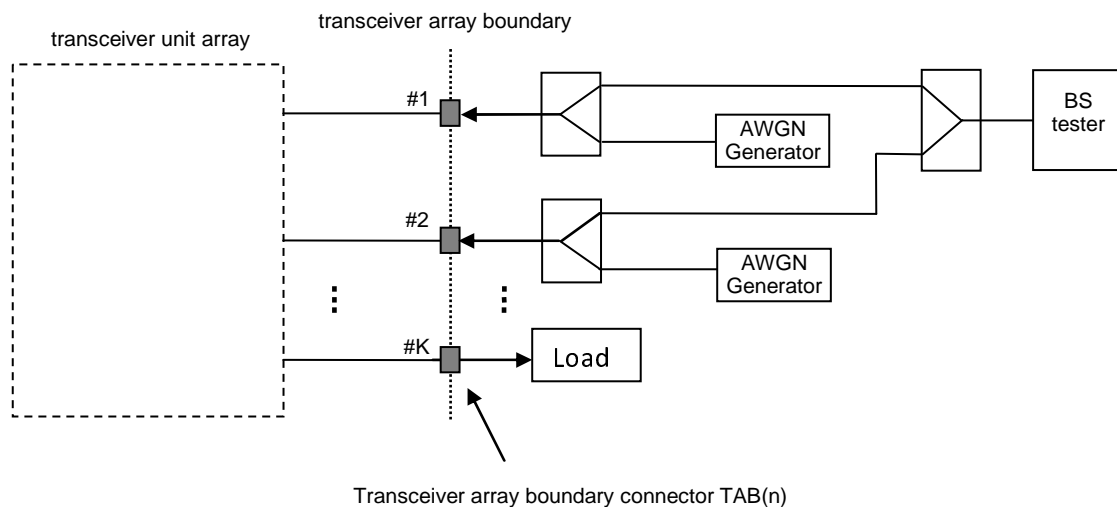 transceiver array boundary
transceiver unit array
#1
BS
tester
AWGN
Generator
#2
AWGN
Generator
#K
Load
Transceiver array boundary connector TAB(n)